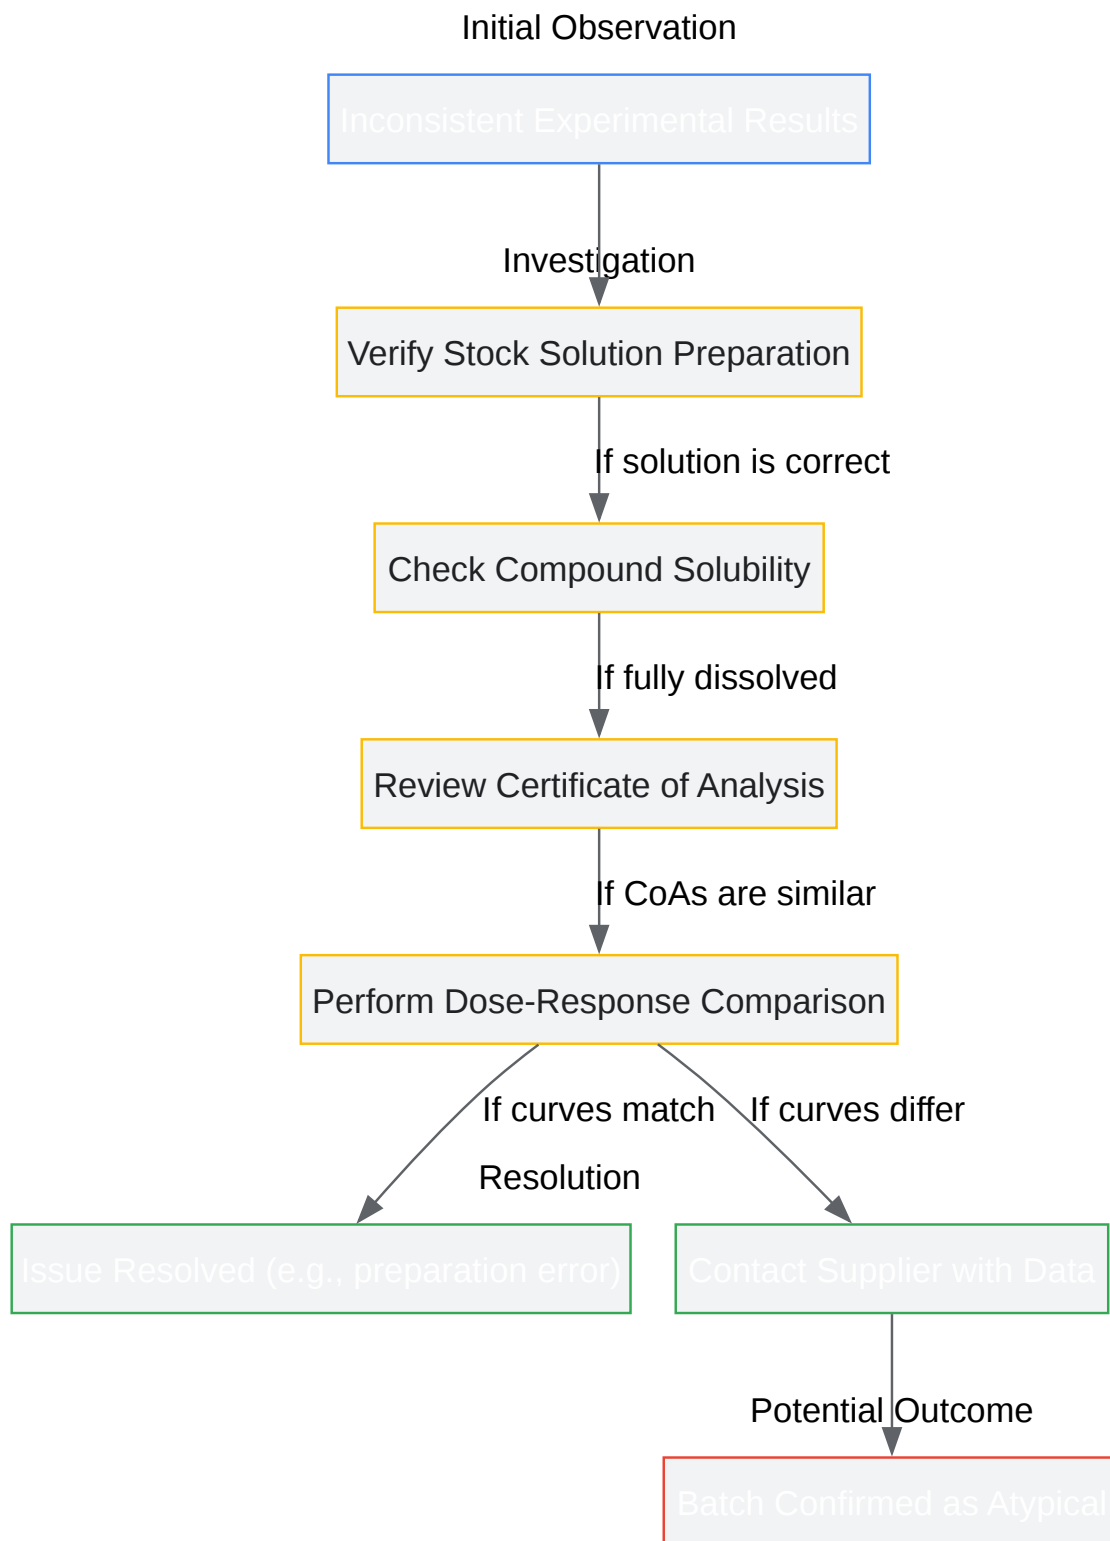 Initial Observation
Inconsistent Experimental Results
Investigation
Verify Stock Solution Preparation
If solution is correct
Check Compound Solubility
If fully dissolved
Review Certificate of Analysis
If CoAs are similar
Perform Dose-Response Comparison
If curves match
If curves differ
Resolution
Issue Resolved (e.g., preparation error)
Contact Supplier with Data
Potential Outcome
Batch Confirmed as Atypical